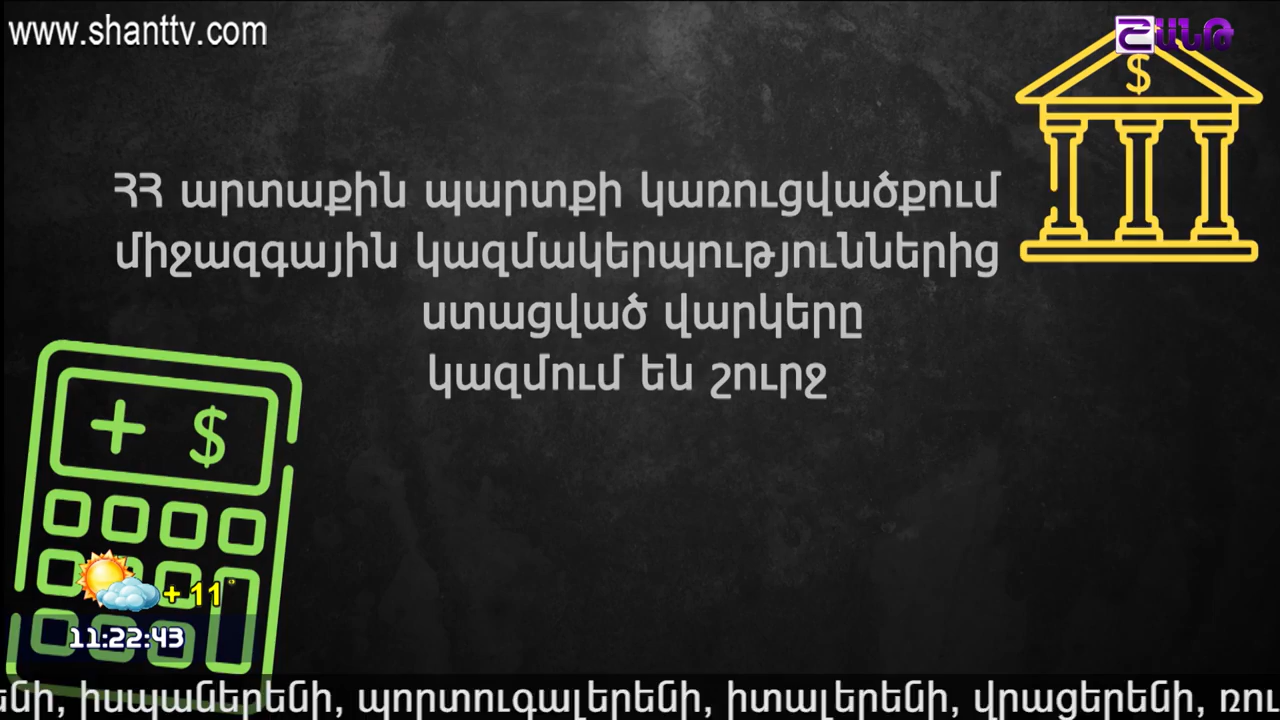 www.shanttv.com
ՇԱՆԹ
$
ՀՀ արտաքին պարտքի կառուցվածքում
միջազգային կազմակերպություններից
ստացված վարկերը
կազմում են շուրջ
+ $
+ 11°
11:22:43
իսպաներենի, պորտուգալերենի, իտալերենի, վրացերենի,